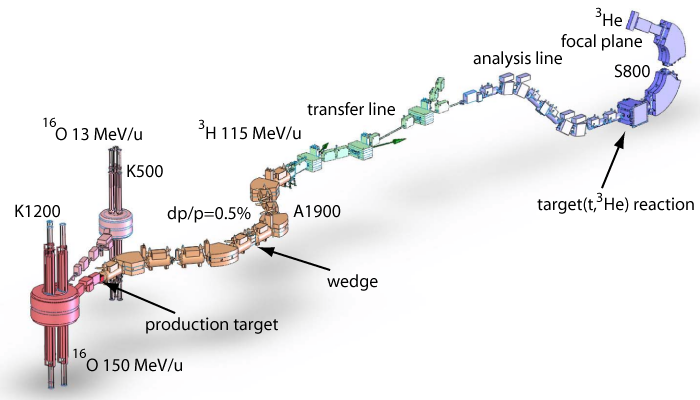 ³He
focal plane
S800
analysis line
transfer line
¹⁶O 13 MeV/u
³H 115 MeV/u
K500
K1200
dp/p=0.5%
A1900
target(t,³He) reaction
wedge
production target
¹⁶O 150 MeV/u